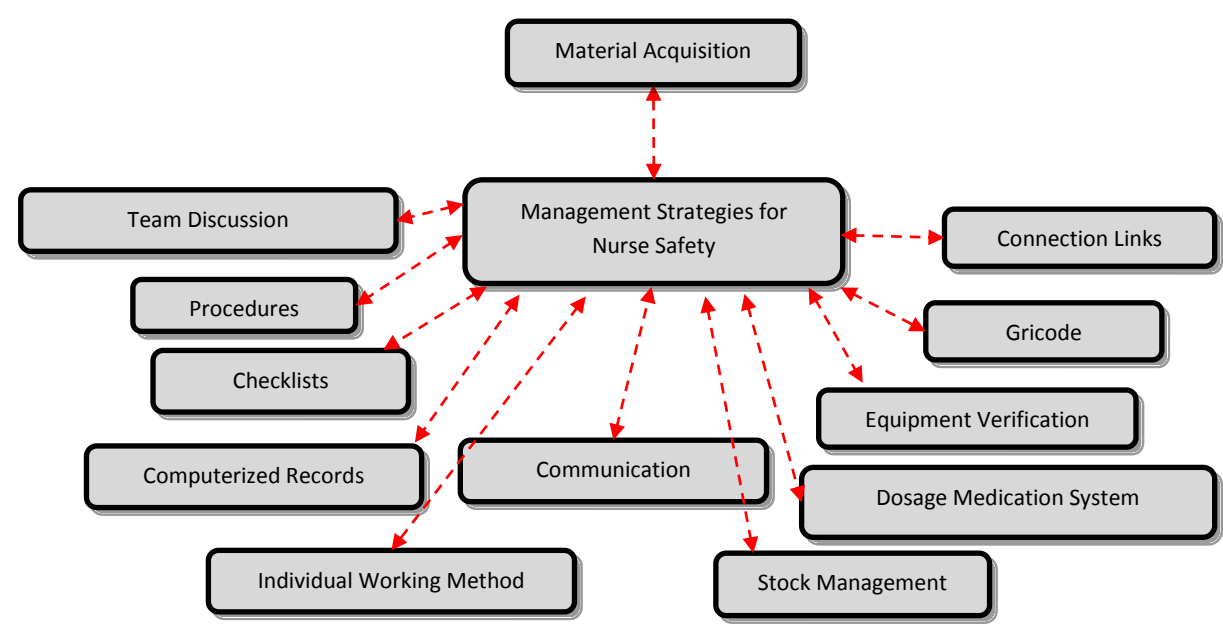 Material Acquisition
Management Strategies for
Nurse Safety
Team Discussion
Connection Links
Procedures
Gricode
Checklists
Equipment Verification
Computerized Records
Communication
Dosage Medication System
Individual Working Method
Stock Management